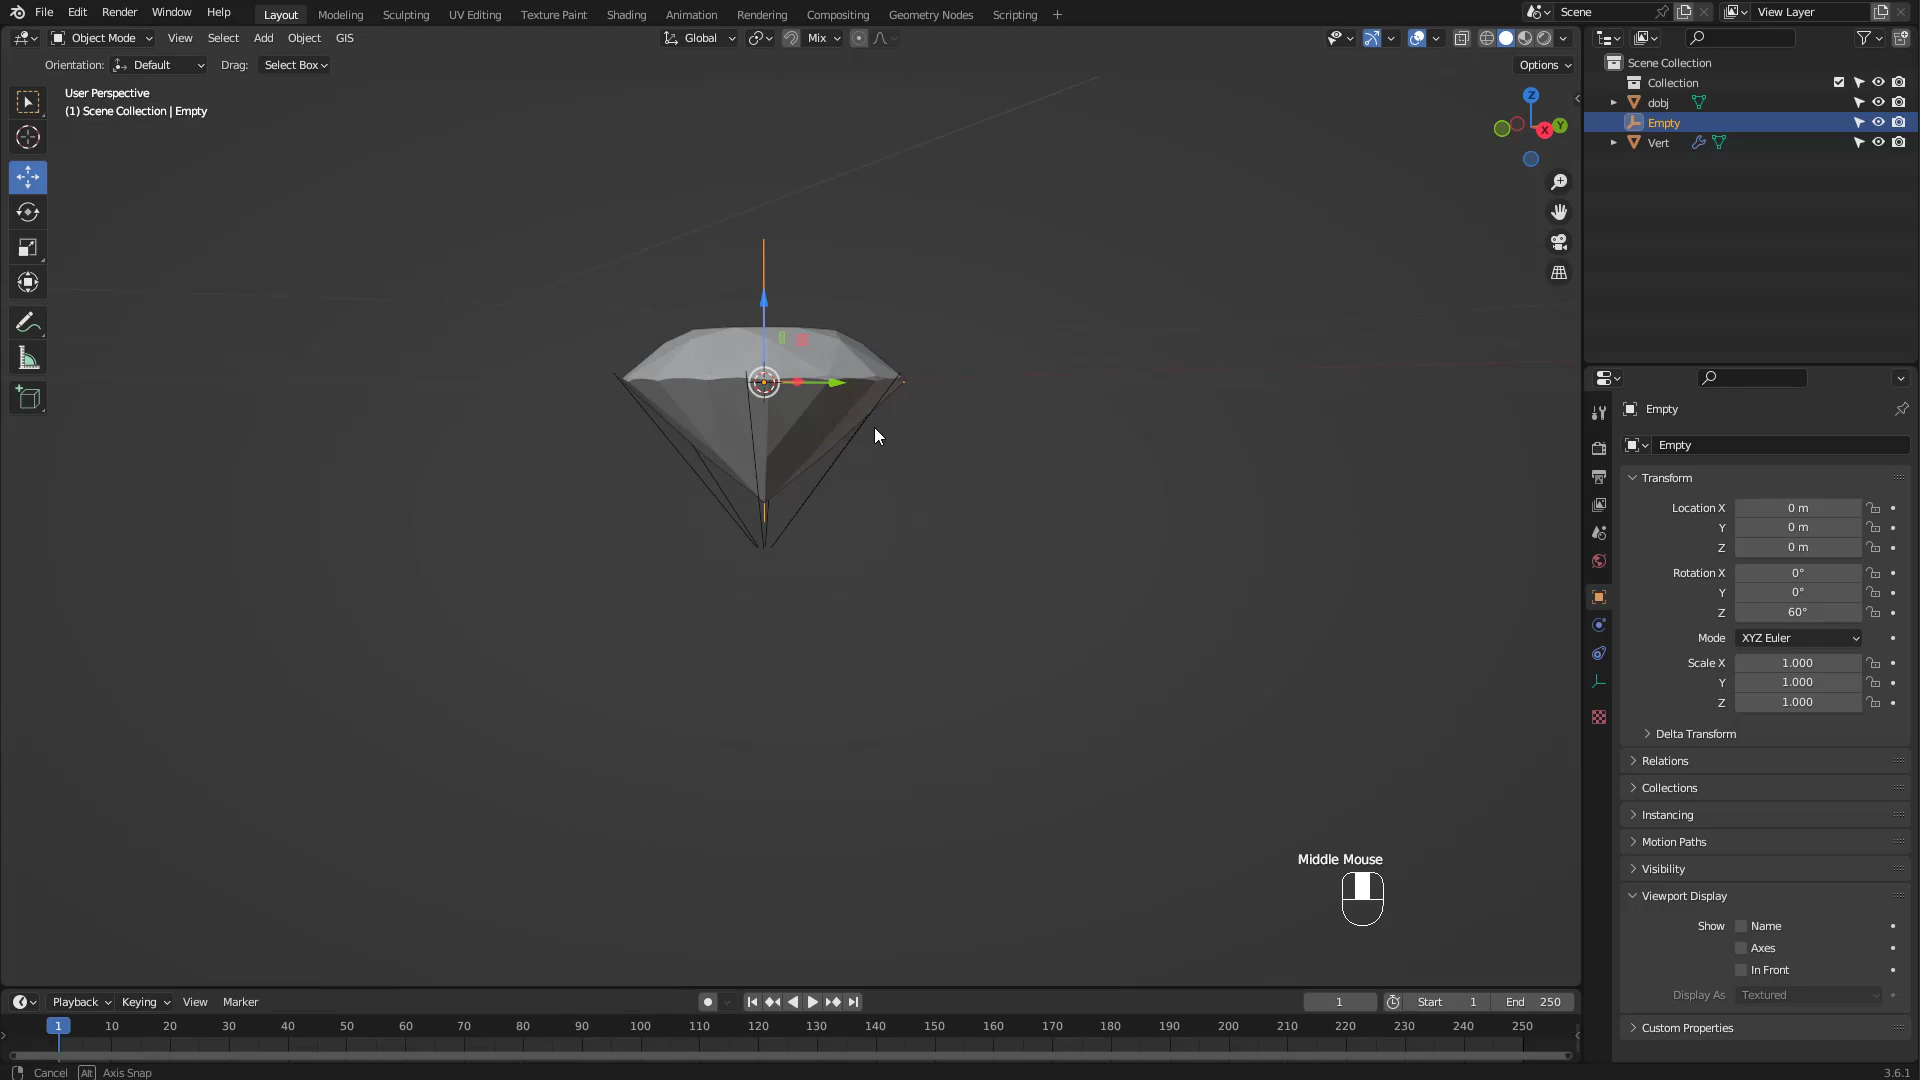 File Edit Render Window Help Layout Modeling Sculpting UV Editing Texture Paint Shading Animation Rendering Compositing Geometry Nodes Scripting + Scene View Layer
Object Mode View Select Add Object GIS Global Mix
Orientation: Default Drag: Select Box Options
User Perspective
(1) Scene Collection | Empty
Z
Y
X
Scene Collection
Collection
dobj
Empty
Vert
Empty
Empty
Transform
Location X 0 m
Y 0 m
Z 0 m
Rotation X 0°
Y 0°
Z 60°
Mode XYZ Euler
Scale X 1.000
Y 1.000
Z 1.000
Delta Transform
Relations
Collections
Instancing
Motion Paths
Visibility
Viewport Display
Show Name
Axes
In Front
Display As Textured
Custom Properties
Middle Mouse
Playback Keying View Marker 1 Start 1 End 250
1 10 20 30 40 50 60 70 80 90 100 110 120 130 140 150 160 170 180 190 200 210 220 230 240 250
Cancel Alt Axis Snap 3.6.1